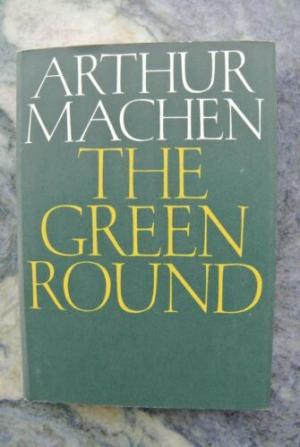 ARTHUR
MACHEN
THE
GREEN
ROUND